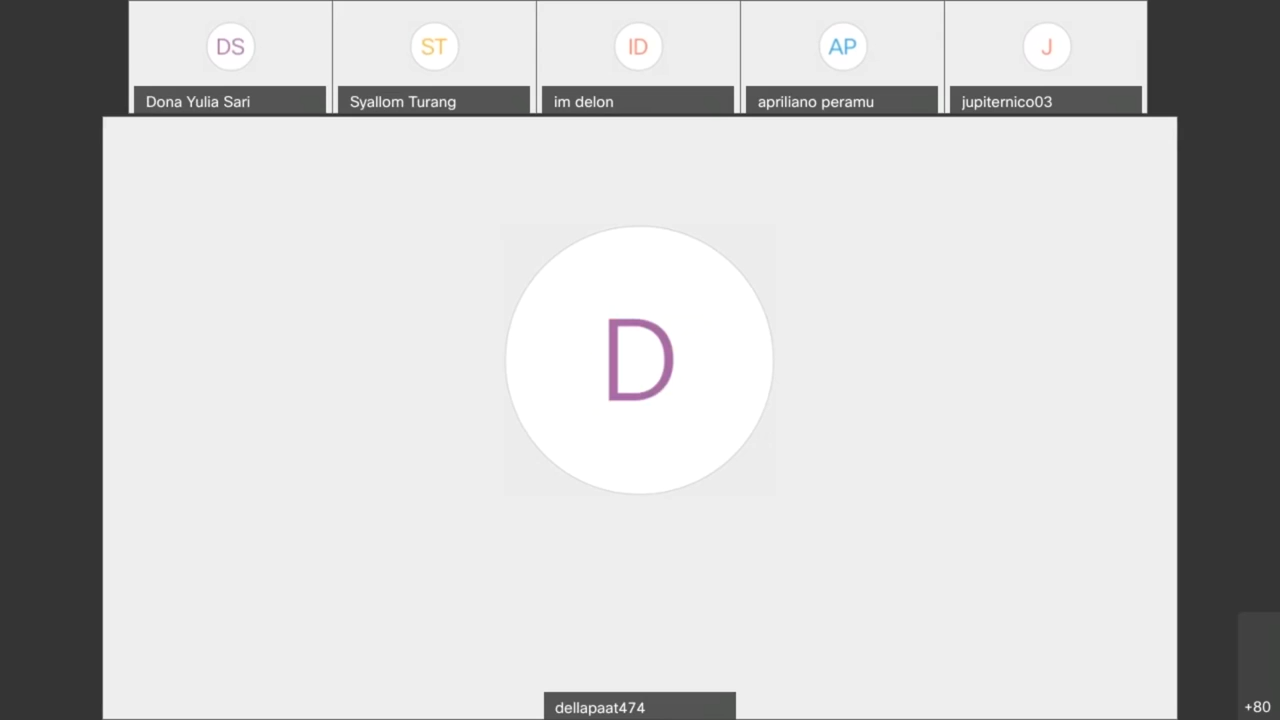 DS
Dona Yulia Sari
ST
Syallom Turang
ID
im delon
AP
apriliano peramu
J
jupiternico03
D
dellapaat474
+80